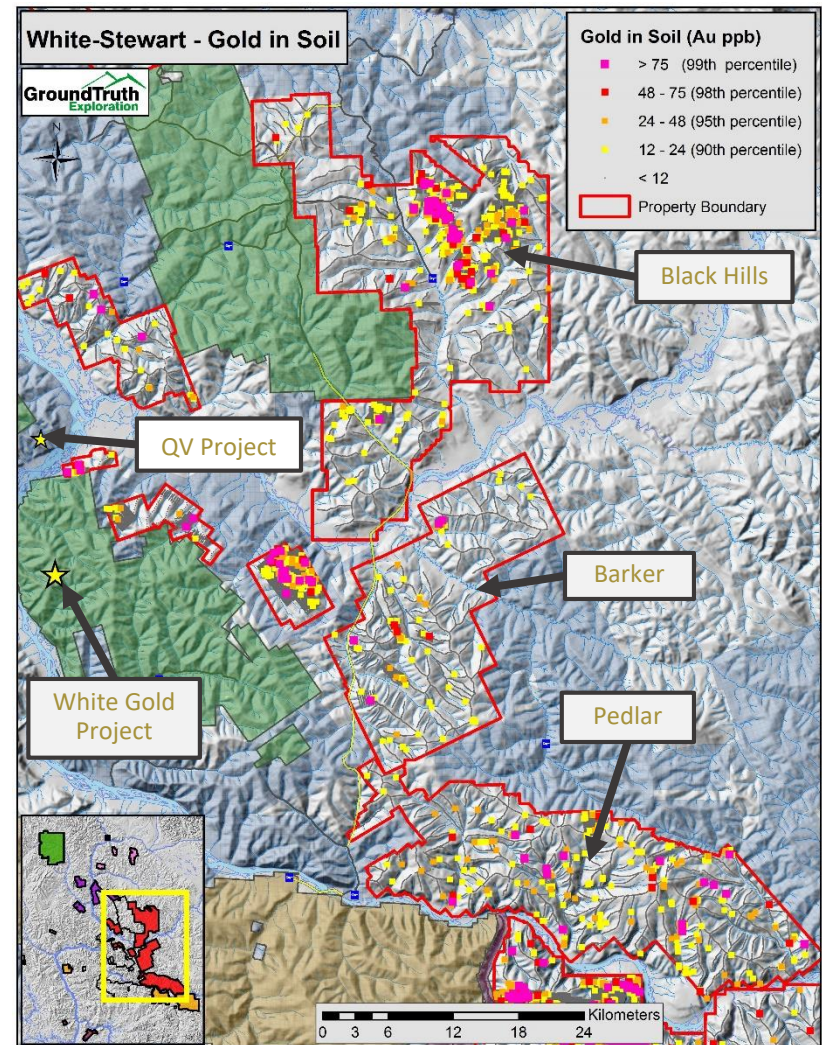 White-Stewart - Gold in Soil
GroundTruth
Exploration
N
Gold in Soil (Au ppb)
> 75 (99th percentile)
48 - 75 (98th percentile)
24 - 48 (95th percentile)
12 - 24 (90th percentile)
< 12
Property Boundary
Black Hills
QV Project
Barker
White Gold
Project
Pedlar
Kilometers
0 3 6 12 18 24